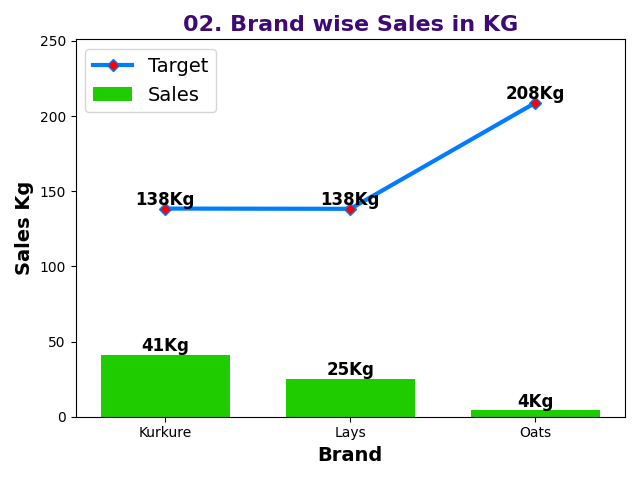 02. Brand wise Sales in KG
Sales Kg
250
200
150
100
50
0
Target
Sales
138Kg
138Kg
208Kg
41Kg
25Kg
4Kg
Kurkure
Lays
Oats
Brand